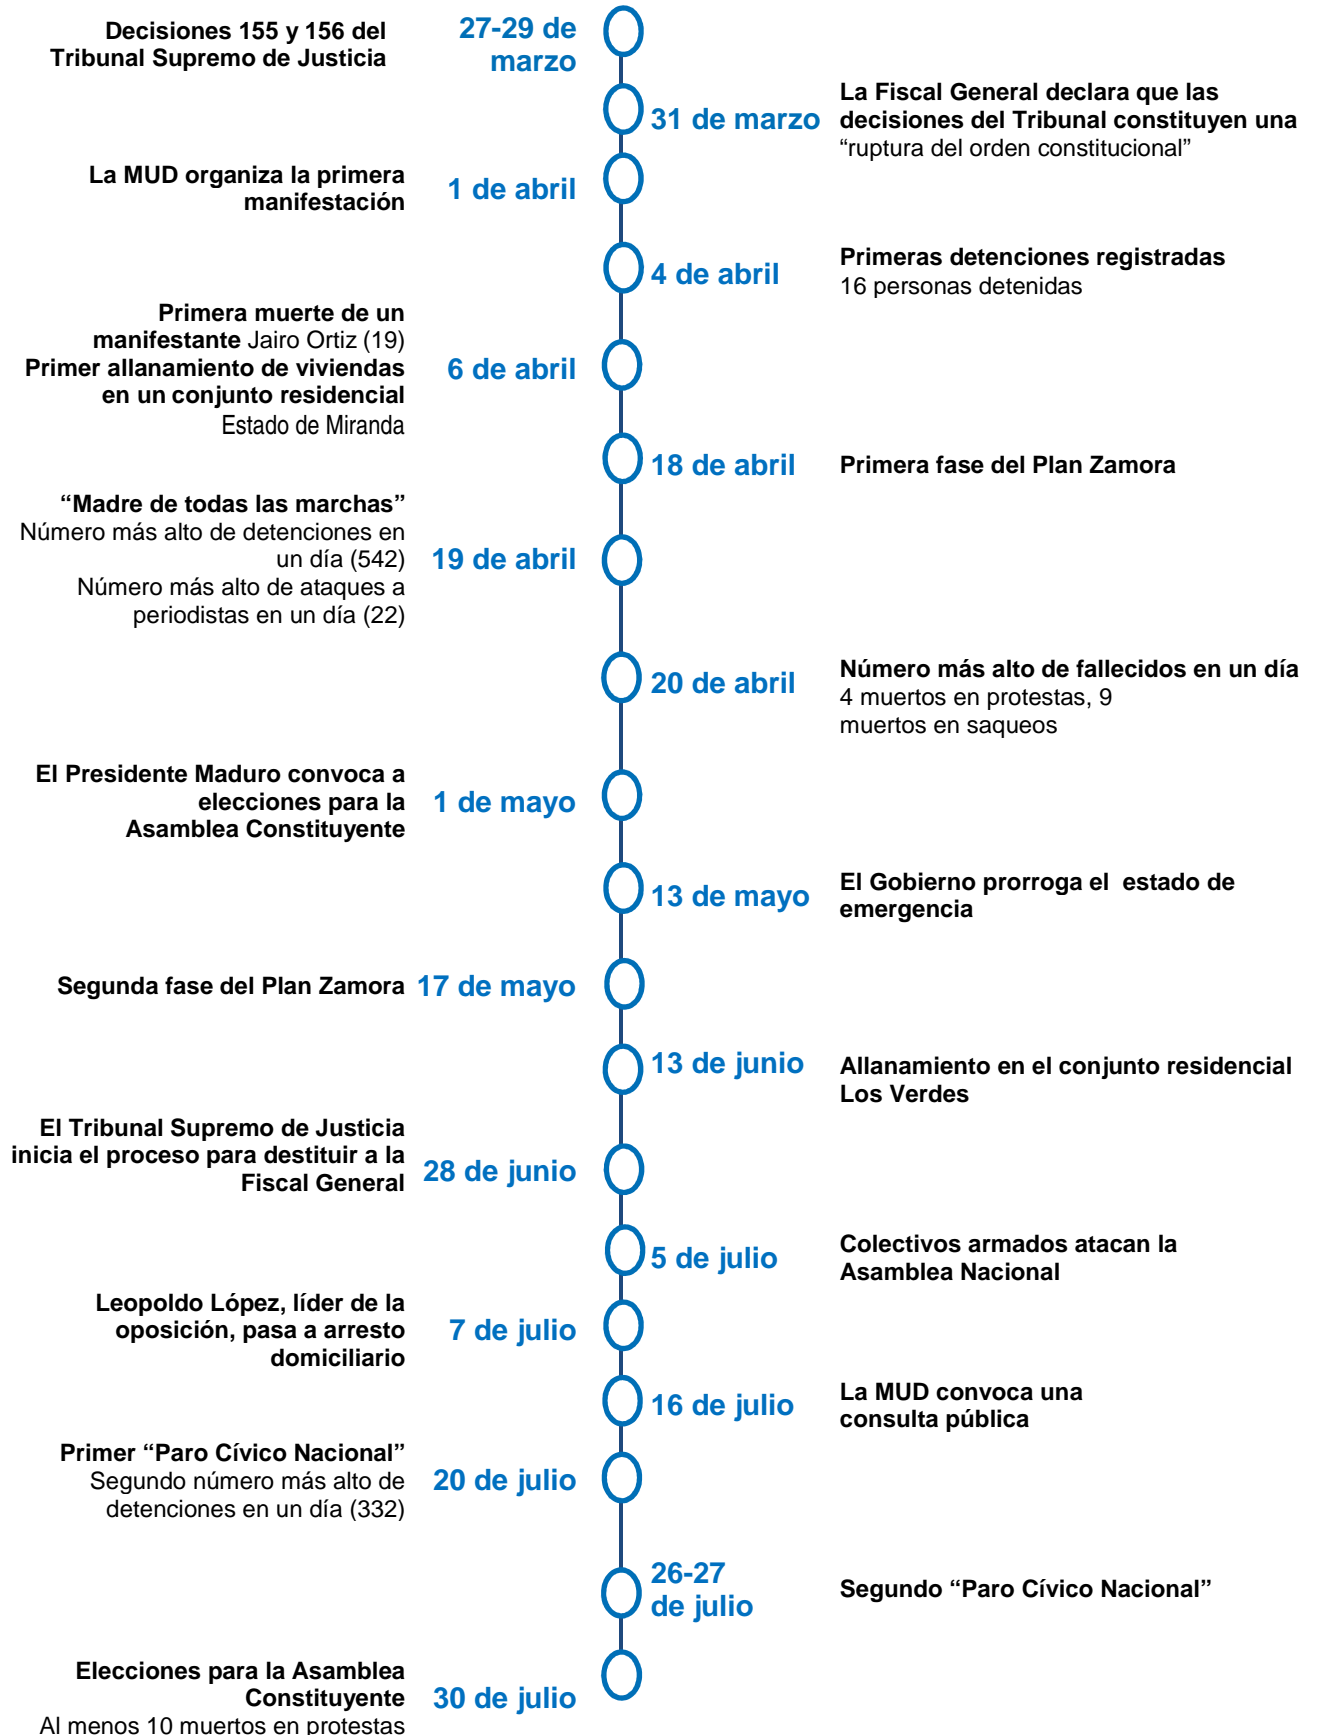 Decisiones 155 y 156 del
Tribunal Supremo de Justicia
27-29 de
marzo
31 de marzo
La Fiscal General declara que las
decisiones del Tribunal constituyen una
“ruptura del orden constitucional”
La MUD organiza la primera
manifestación
1 de abril
4 de abril
Primeras detenciones registradas
16 personas detenidas
Primera muerte de un
manifestante Jairo Ortiz (19)
Primer allanamiento de viviendas
en un conjunto residencial
Estado de Miranda
6 de abril
18 de abril
Primera fase del Plan Zamora
“Madre de todas las marchas”
Número más alto de detenciones en
un día (542)
Número más alto de ataques a
periodistas en un día (22)
19 de abril
20 de abril
Número más alto de fallecidos en un día
4 muertos en protestas, 9
muertos en saqueos
El Presidente Maduro convoca a
elecciones para la
Asamblea Constituyente
1 de mayo
13 de mayo
El Gobierno prorroga el  estado de
emergencia
Segunda fase del Plan Zamora
17 de mayo
13 de junio
Allanamiento en el conjunto residencial
Los Verdes
El Tribunal Supremo de Justicia
inicia el proceso para destituir a la
Fiscal General
28 de junio
5 de julio
Colectivos armados atacan la
Asamblea Nacional
Leopoldo López, líder de la
oposición, pasa a arresto
domiciliario
7 de julio
16 de julio
La MUD convoca una
consulta pública
Primer “Paro Cívico Nacional”
Segundo número más alto de
detenciones en un día (332)
20 de julio
26-27
de julio
Segundo “Paro Cívico Nacional”
Elecciones para la Asamblea
Constituyente
Al menos 10 muertos en protestas
30 de julio